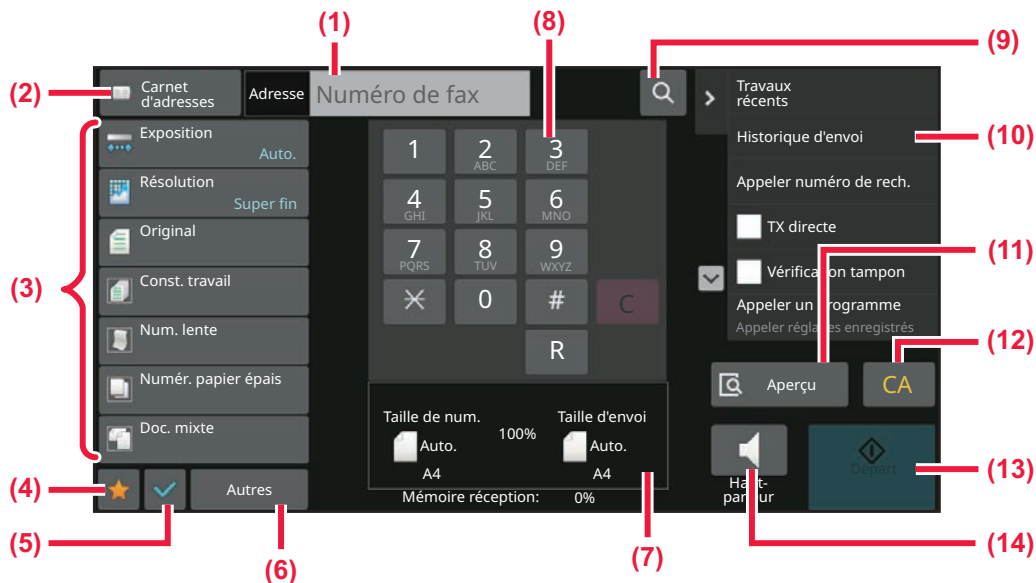 (1)
(8)
(9)
(2)
Carnet
d'adresses
Adresse
Numéro de fax
Travaux
récents
(3)
Exposition
Auto.
Résolution
Super fin
Original
Const. travail
Num. lente
Numér. papier épais
Doc. mixte
1
2
ABC
3
DEF
4
GHI
5
JKL
6
MNO
7
PQRS
8
TUV
9
WXYZ
0
#
C
R
Historique d'envoi
(10)
Appeler numéro de rech.
TX directe
(11)
Vérification tampon
Appeler un programme
Appeler réglages enregistrés
(12)
Aperçu
CA
Taille de num.
Auto.
A4
100%
Taille d'envoi
Auto.
A4
Mémoire réception:
0%
Haut-
parleur
Départ
(13)
(4)
(5)
Autres
(6)
(7)
(14)